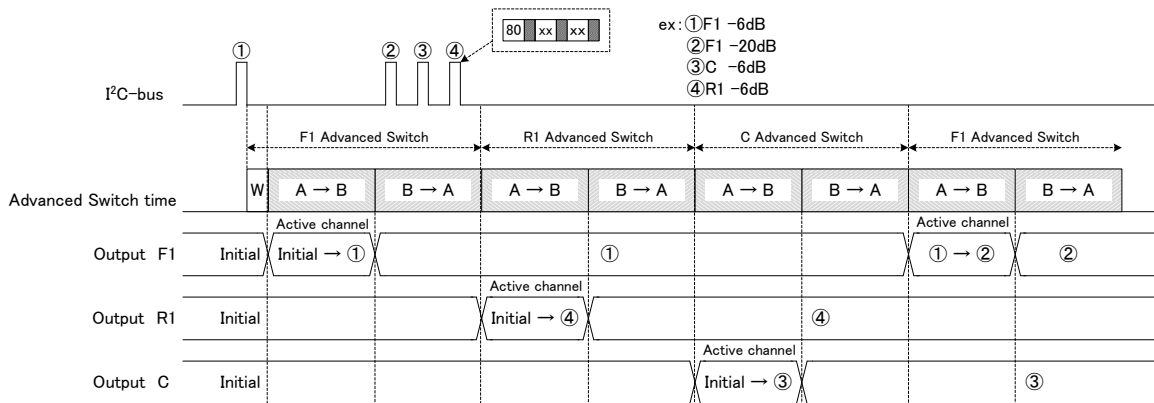 80 xx xx
ex: ①F1 -6dB
②F1 -20dB
③C -6dB
④R1 -6dB
① ② ③ ④
I²C-bus
F1 Advanced Switch R1 Advanced Switch C Advanced Switch F1 Advanced Switch
Advanced Switch time W A → B B → A A → B B → A A → B B → A A → B B → A
Active channel Active channel
Output F1 Initial Initial → ① ① ① → ② ②
Active channel
Output R1 Initial Initial → ④ ④
Active channel
Output C Initial Initial → ③ ③